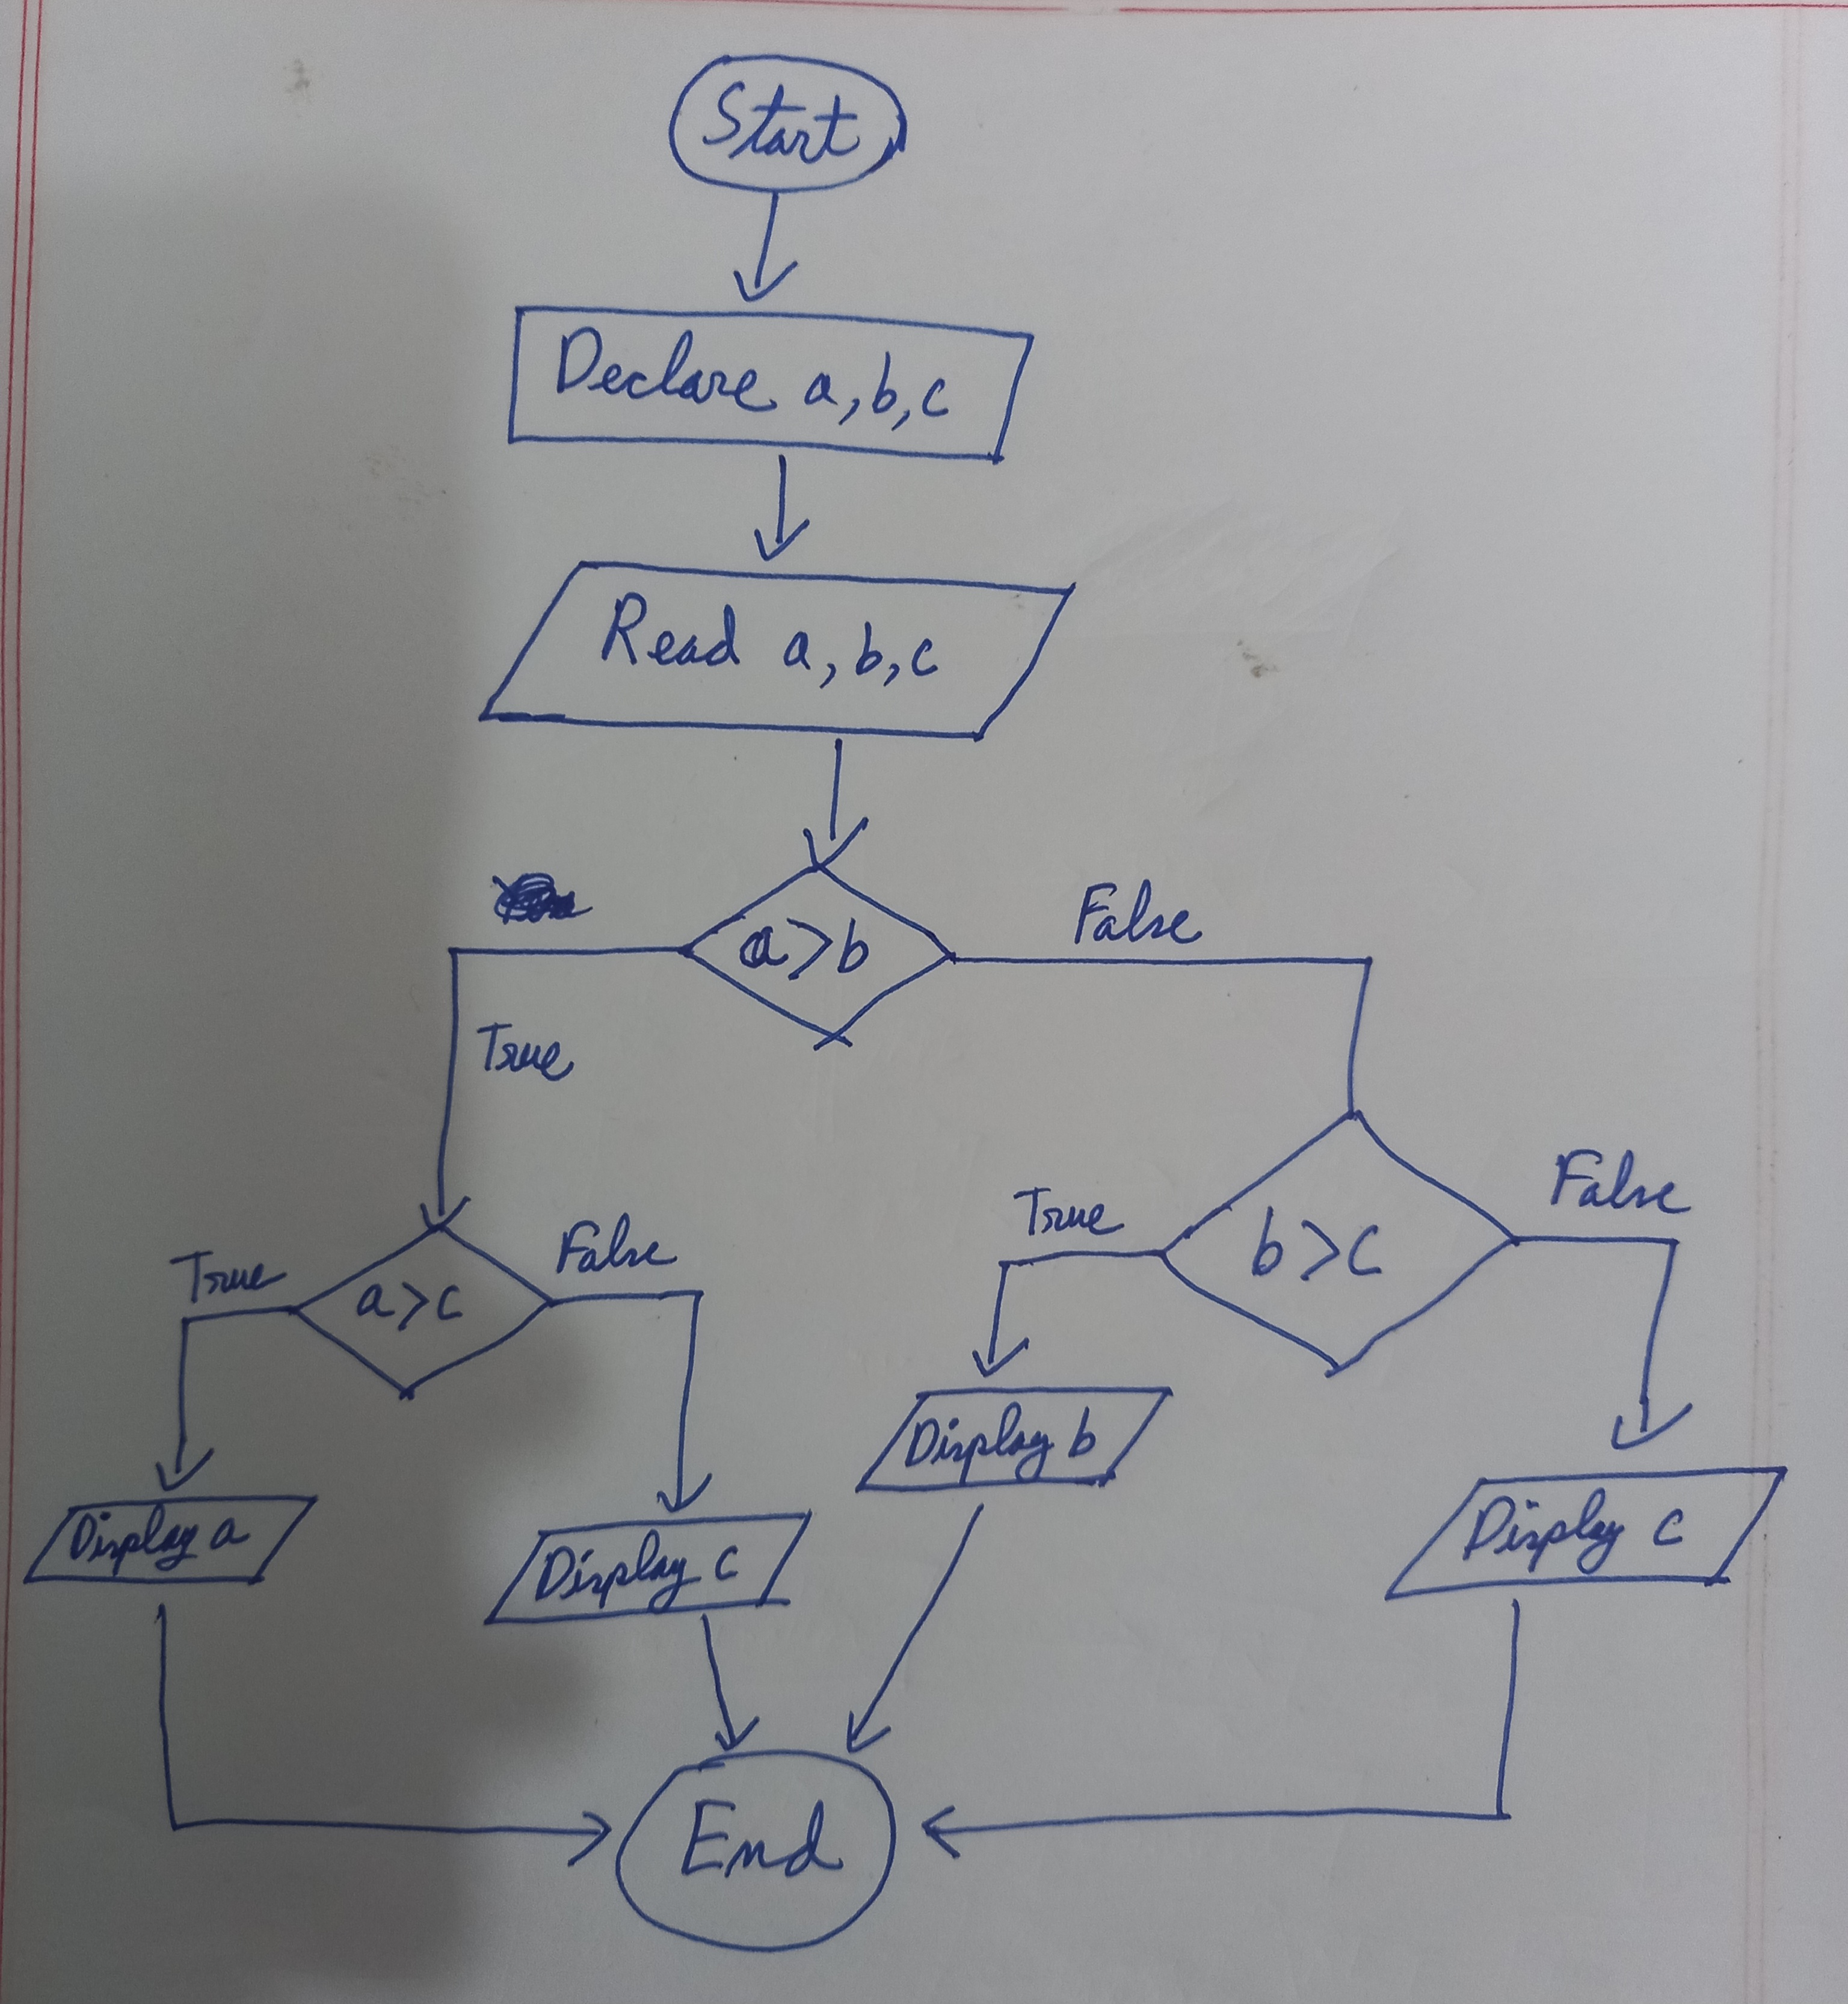 Start
Declare a,b,c
Read a,b,c
a>b
False
True
a>c
True
False
b>c
True
False
Display a
Display c
Display b
Display c
End